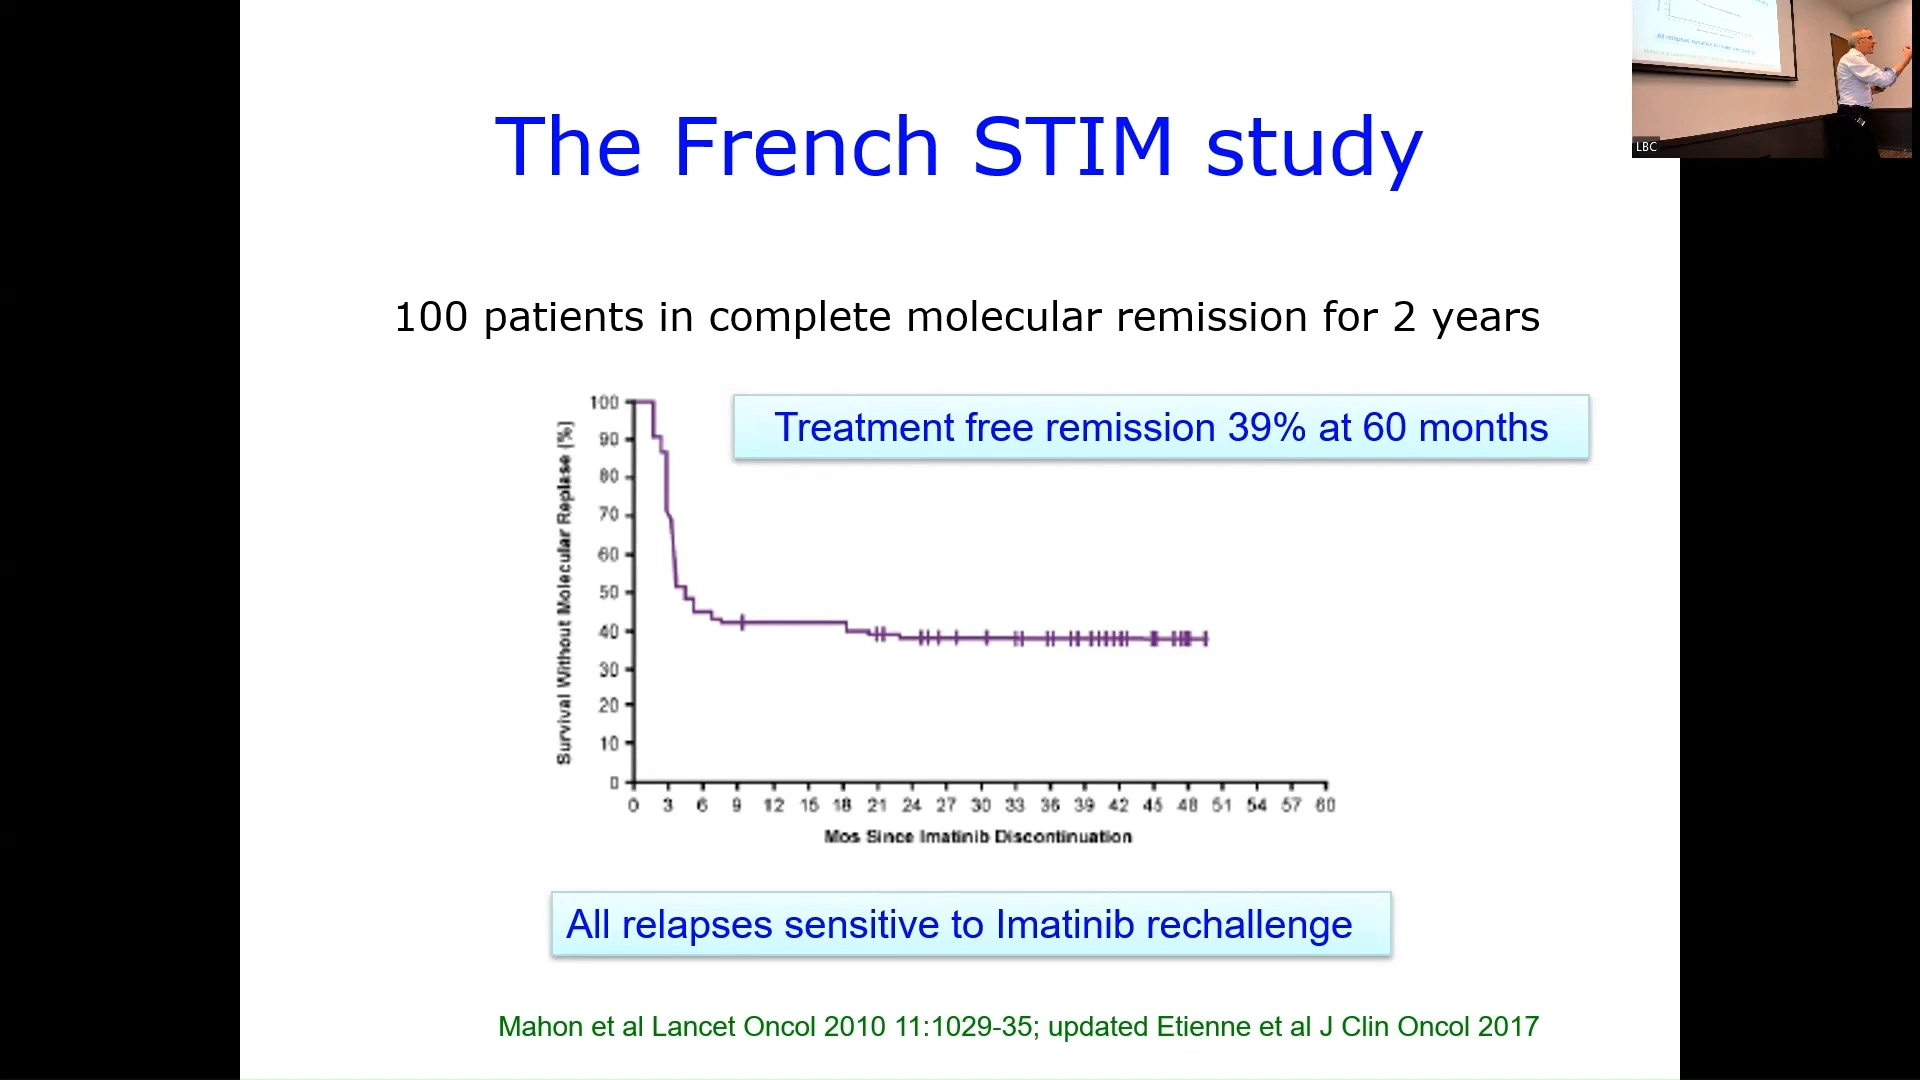 The French STIM study
LBC
100 patients in complete molecular remission for 2 years
Treatment free remission 39% at 60 months
Survival Without Molecular Replase (%)
100
90
80
70
60
50
40
30
20
10
0
0 3 6 9 12 15 18 21 24 27 30 33 36 39 42 45 48 51 54 57 60
Mos Since Imatinib Discontinuation
All relapses sensitive to Imatinib rechallenge
Mahon et al Lancet Oncol 2010 11:1029-35; updated Etienne et al J Clin Oncol 2017